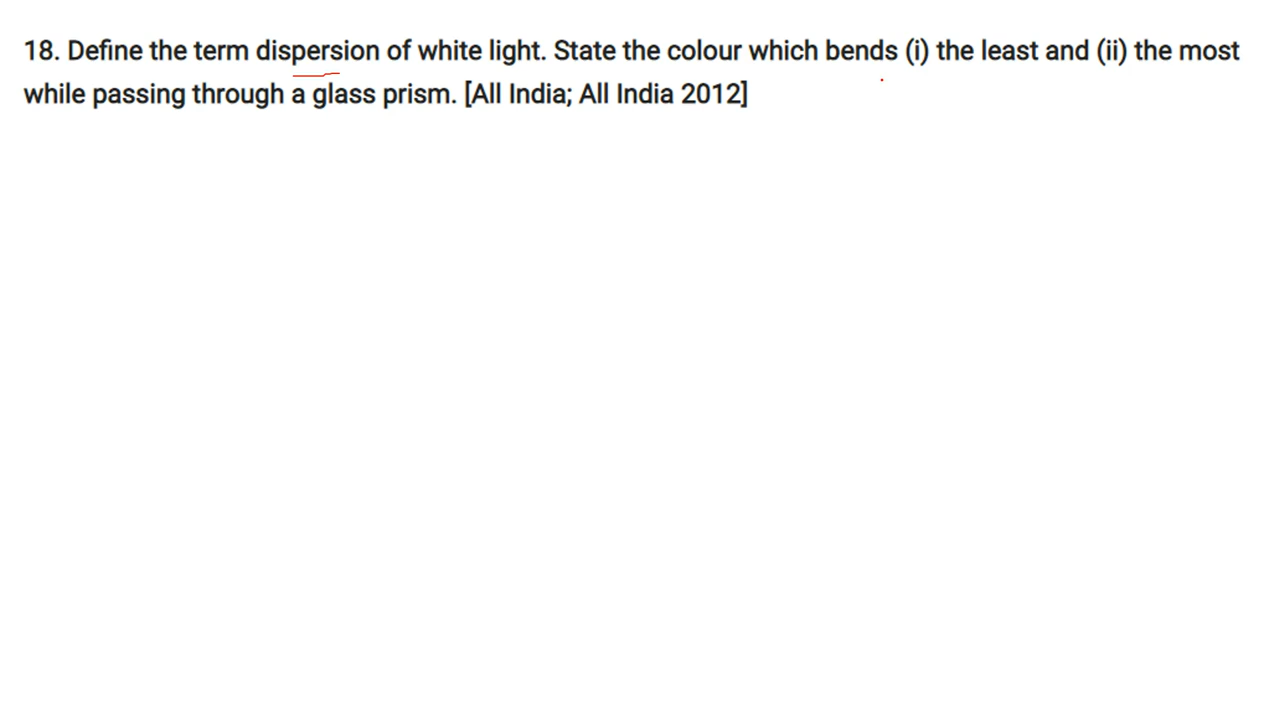 18. Define the term dispersion of white light. State the colour which bends (i) the least and (ii) the most
while passing through a glass prism. [All India; All India 2012]